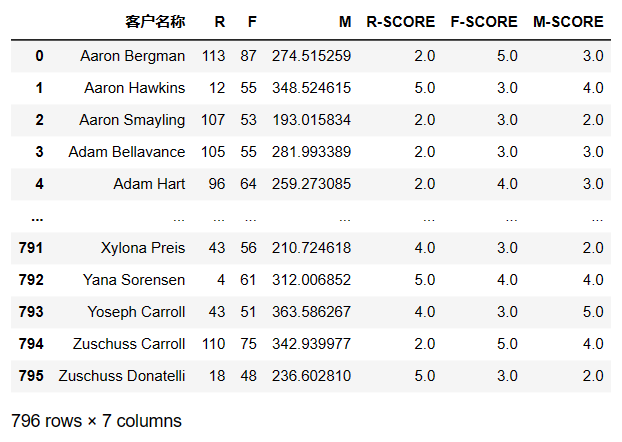 客户名称 R F M R-SCORE F-SCORE M-SCORE
0 Aaron Bergman 113 87 274.515259 2.0 5.0 3.0
1 Aaron Hawkins 12 55 348.524615 5.0 3.0 4.0
2 Aaron Smayling 107 53 193.015834 2.0 3.0 2.0
3 Adam Bellavance 105 55 281.993389 2.0 3.0 3.0
4 Adam Hart 96 64 259.273085 2.0 4.0 3.0
... ... ... ... ... ... ... ...
791 Xylona Preis 43 56 210.724618 4.0 3.0 2.0
792 Yana Sorensen 4 61 312.006852 5.0 4.0 4.0
793 Yoseph Carroll 43 51 363.586267 4.0 3.0 5.0
794 Zuschuss Carroll 110 75 342.939977 2.0 5.0 4.0
795 Zuschuss Donatelli 18 48 236.602810 5.0 3.0 2.0
796 rows × 7 columns